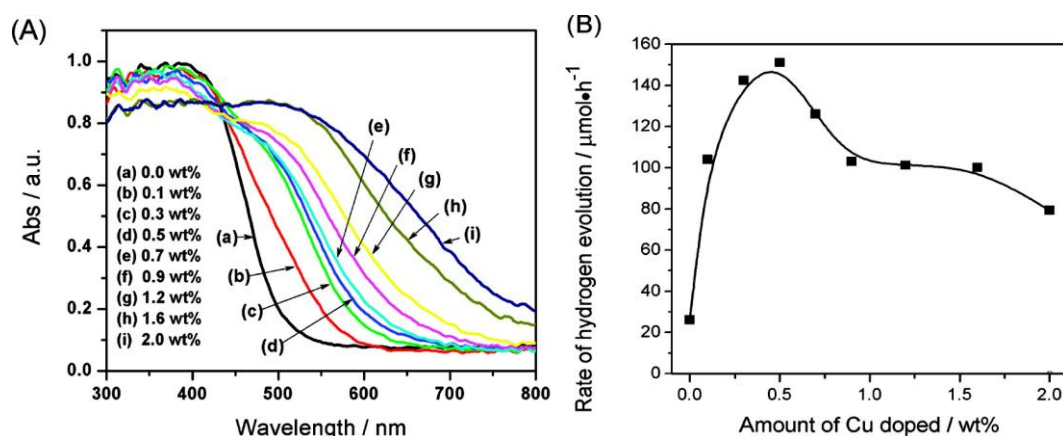 (A)
Abs / a.u.
1.0
0.8
0.6
0.4
0.2
0.0
(a) 0.0 wt%
(b) 0.1 wt%
(c) 0.3 wt%
(d) 0.5 wt%
(e) 0.7 wt%
(f) 0.9 wt%
(g) 1.2 wt%
(h) 1.6 wt%
(i) 2.0 wt%
(a)
(b)
(c)
(d)
(e)
(f)
(g)
(h)
(i)
300 400 500 600 700 800
Wavelength / nm
(B)
Rate of hydrogen evolution / μmol•h⁻¹
160
140
120
100
80
60
40
20
0
0.0 0.5 1.0 1.5 2.0
Amount of Cu doped / wt%